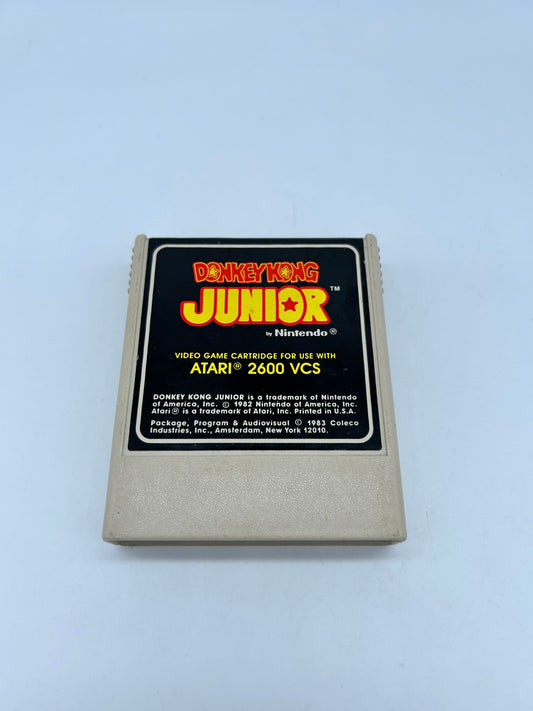 DONKEY KONG
JUNIOR™
by Nintendo®
VIDEO GAME CARTRIDGE FOR USE WITH
ATARI® 2600 VCS
DONKEY KONG JUNIOR is a trademark of Nintendo
of America, Inc. © 1982 Nintendo of America, Inc.
Atari® is a trademark of Atari, Inc. Printed in U.S.A.
Package, Program & Audiovisual © 1983 Coleco
Industries, Inc., Amsterdam, New York 12010.